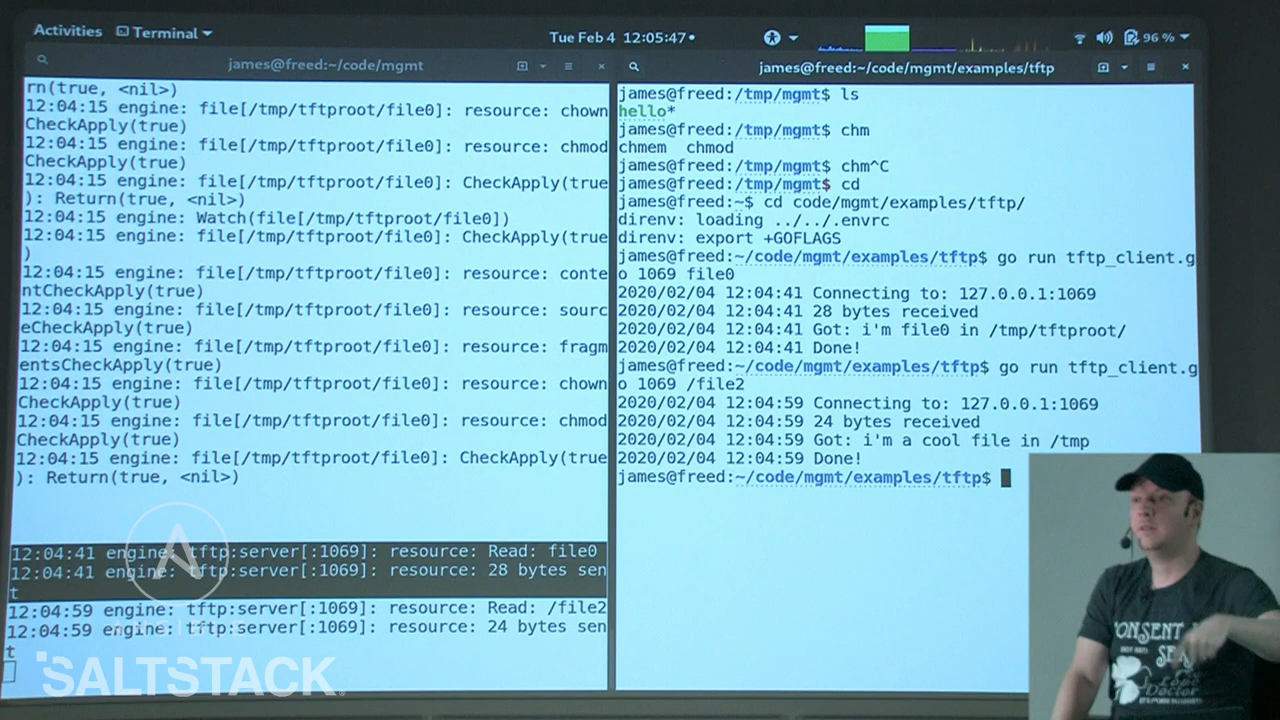 Activities Terminal Tue Feb 4 12:05:47 96 %
james@freed:~/code/mgmt
rn(true, <nil>)
12:04:15 engine: file[/tmp/tftproot/file0]: resource: chown
CheckApply(true)
12:04:15 engine: file[/tmp/tftproot/file0]: resource: chmod
CheckApply(true)
12:04:15 engine: file[/tmp/tftproot/file0]: CheckApply(true
): Return(true, <nil>)
12:04:15 engine: Watch(file[/tmp/tftproot/file0])
12:04:15 engine: file[/tmp/tftproot/file0]: CheckApply(true
)
12:04:15 engine: file[/tmp/tftproot/file0]: resource: conte
ntCheckApply(true)
12:04:15 engine: file[/tmp/tftproot/file0]: resource: sourc
eCheckApply(true)
12:04:15 engine: file[/tmp/tftproot/file0]: resource: fragm
entsCheckApply(true)
12:04:15 engine: file[/tmp/tftproot/file0]: resource: chown
CheckApply(true)
12:04:15 engine: file[/tmp/tftproot/file0]: resource: chmod
CheckApply(true)
12:04:15 engine: file[/tmp/tftproot/file0]: CheckApply(true
): Return(true, <nil>)
12:04:41 engine: tftp:server[:1069]: resource: Read: file0
12:04:41 engine: tftp:server[:1069]: resource: 28 bytes sen
t
12:04:59 engine: tftp:server[:1069]: resource: Read: /file2
12:04:59 engine: tftp:server[:1069]: resource: 24 bytes sen
t
SALTSTACK
james@freed:~/code/mgmt/examples/tftp
james@freed:/tmp/mgmt$ ls
hello*
james@freed:/tmp/mgmt$ chm
chmem chmod
james@freed:/tmp/mgmt$ chm^C
james@freed:/tmp/mgmt$ cd
james@freed:~$ cd code/mgmt/examples/tftp/
direnv: loading ../../.envrc
direnv: export +GOFLAGS
james@freed:~/code/mgmt/examples/tftp$ go run tftp_client.g
o 1069 file0
2020/02/04 12:04:41 Connecting to: 127.0.0.1:1069
2020/02/04 12:04:41 28 bytes received
2020/02/04 12:04:41 Got: i'm file0 in /tmp/tftproot/
2020/02/04 12:04:41 Done!
james@freed:~/code/mgmt/examples/tftp$ go run tftp_client.g
o 1069 /file2
2020/02/04 12:04:59 Connecting to: 127.0.0.1:1069
2020/02/04 12:04:59 24 bytes received
2020/02/04 12:04:59 Got: i'm a cool file in /tmp
2020/02/04 12:04:59 Done!
james@freed:~/code/mgmt/examples/tftp$